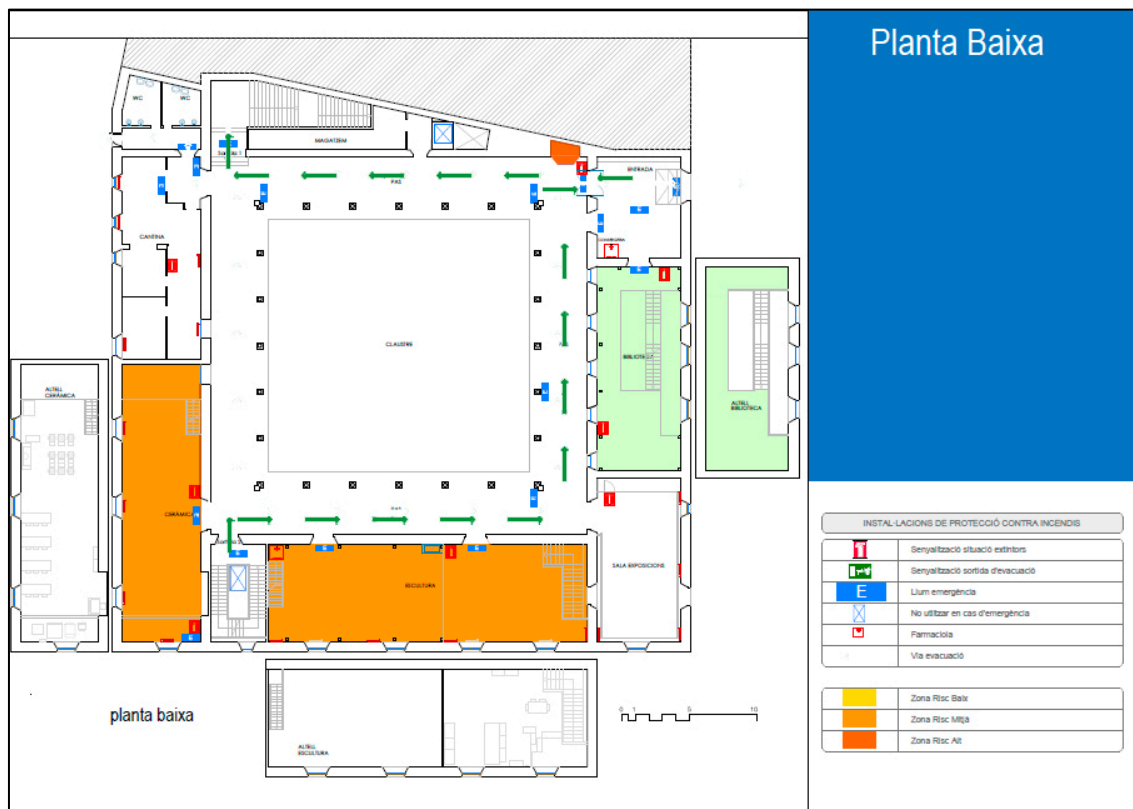 Planta Baixa
WC
WC
MAGATZEM
ENTRADA
PAS
CANTINA
CONSERGERIA
CLAUSTRE
BIBLIOTECA
ALTELL
BIBLIOTECA
ALTELL
CERÀMICA
CERÀMICA
PAS
ESCULTURA
SALA EXPOSICIONS
ALTELL
ESCULTURA
planta baixa
0 1 5 10
INSTAL·LACIONS DE PROTECCIÓ CONTRA INCENDIS
Senyalització situació extintors
Senyalització sortida d'evacuació
E
Llum emergència
No utilitzar en cas d'emergència
Farmaciola
Via evacuació
Zona Risc Baix
Zona Risc Mitjà
Zona Risc Alt